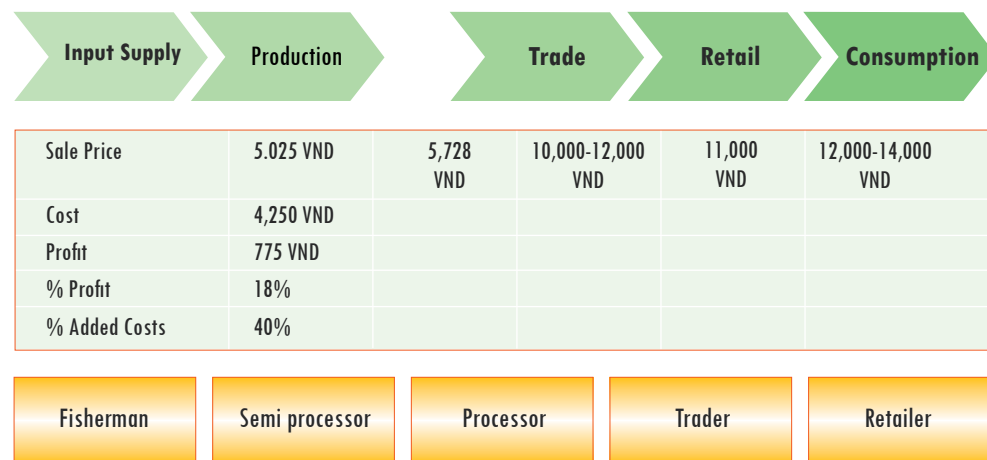 Input Supply
Production
Trade
Retail
Consumption
Sale Price
5.025 VND
5,728
VND
10,000-12,000
VND
11,000
VND
12,000-14,000
VND
Cost
4,250 VND
Profit
775 VND
% Profit
18%
% Added Costs
40%
Fisherman
Semi processor
Processor
Trader
Retailer